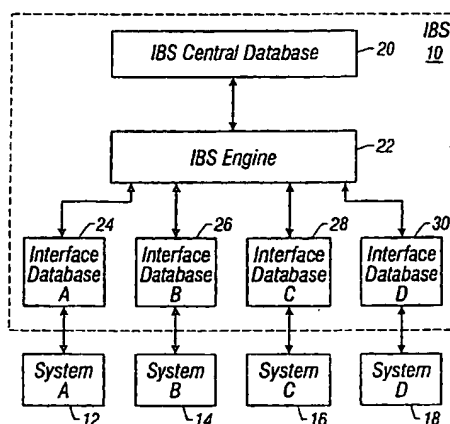 IBS
10
IBS Central Database
20
IBS Engine
22
24
26
28
30
Interface
Database
A
Interface
Database
B
Interface
Database
C
Interface
Database
D
System
A
System
B
System
C
System
D
12
14
16
18